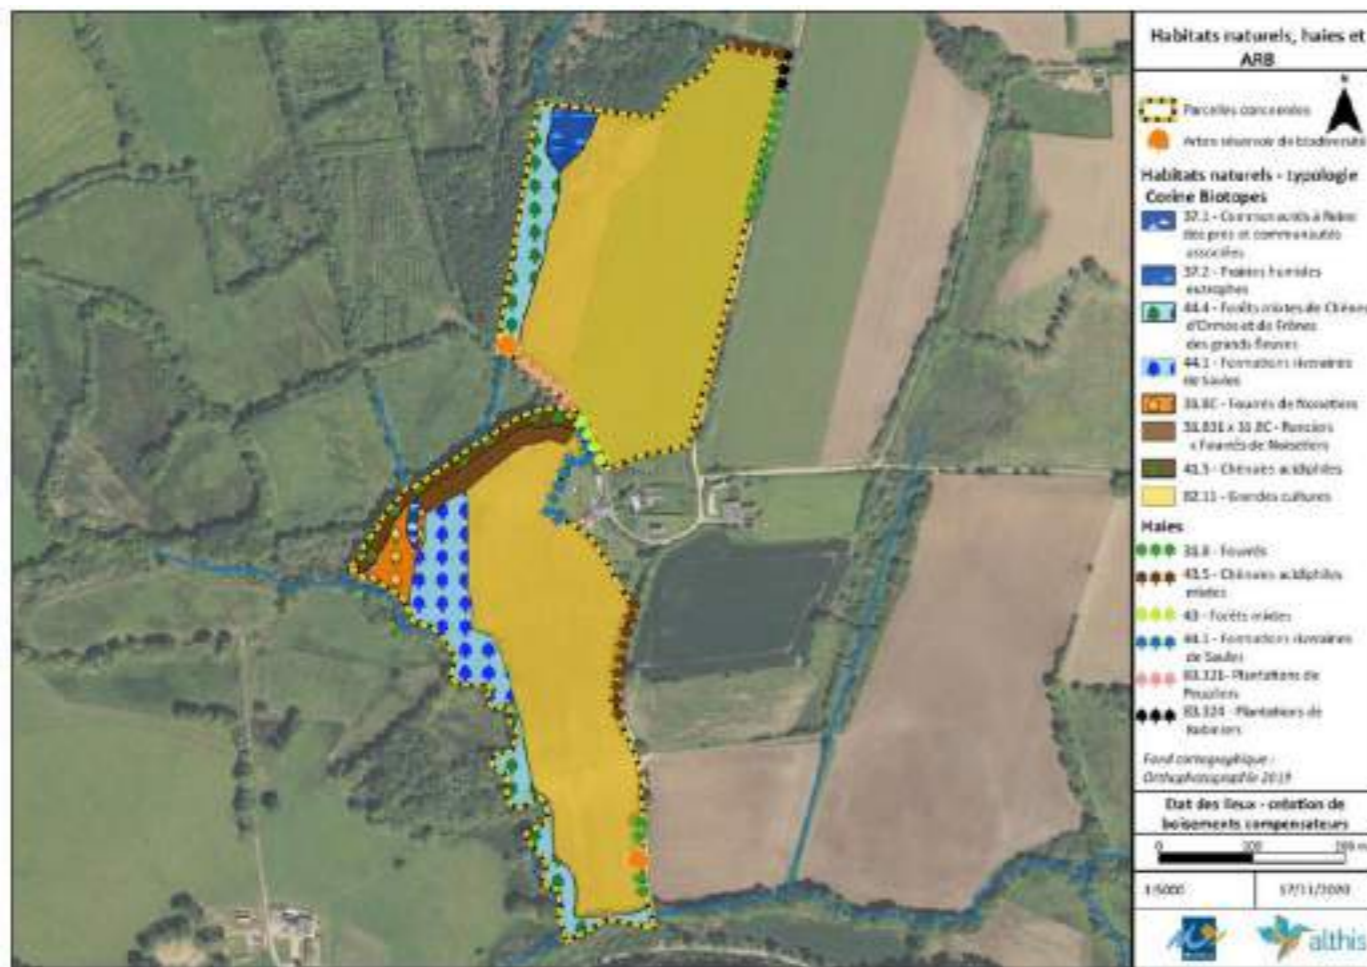 Habitats naturels, haies et
ARB
N
Parcelles concernées
Arbre réservoir de biodiversité
Habitats naturels - typologie
Corine Biotopes
37.1 - Communautés à Reine
des prés et communautés
associées
37.2 - Prairies humides
eutrophes
44.4 - Forêts mixtes de Chênes
d'Ormes et de Frênes
des grands fleuves
44.1 - Formations riveraines
de Saules
31.8C - Fourrés de Noisetiers
31.831 x 31.8C - Ronciers
x Fourrés de Noisetiers
41.5 - Chênaies acidiphiles
82.11 - Grandes cultures
Haies
31.8 - Fourrés
41.5 - Chênaies acidiphiles
mixtes
43 - Forêts mixtes
44.1 - Formations riveraines
de Saules
83.321 - Plantations de
Peupliers
83.324 - Plantations de
Robiniers
Fond cartographique :
Orthophotographie 2019
Etat des lieux - création de
boisements compensateurs
0 100 m
1:5000
17/11/2020
althis